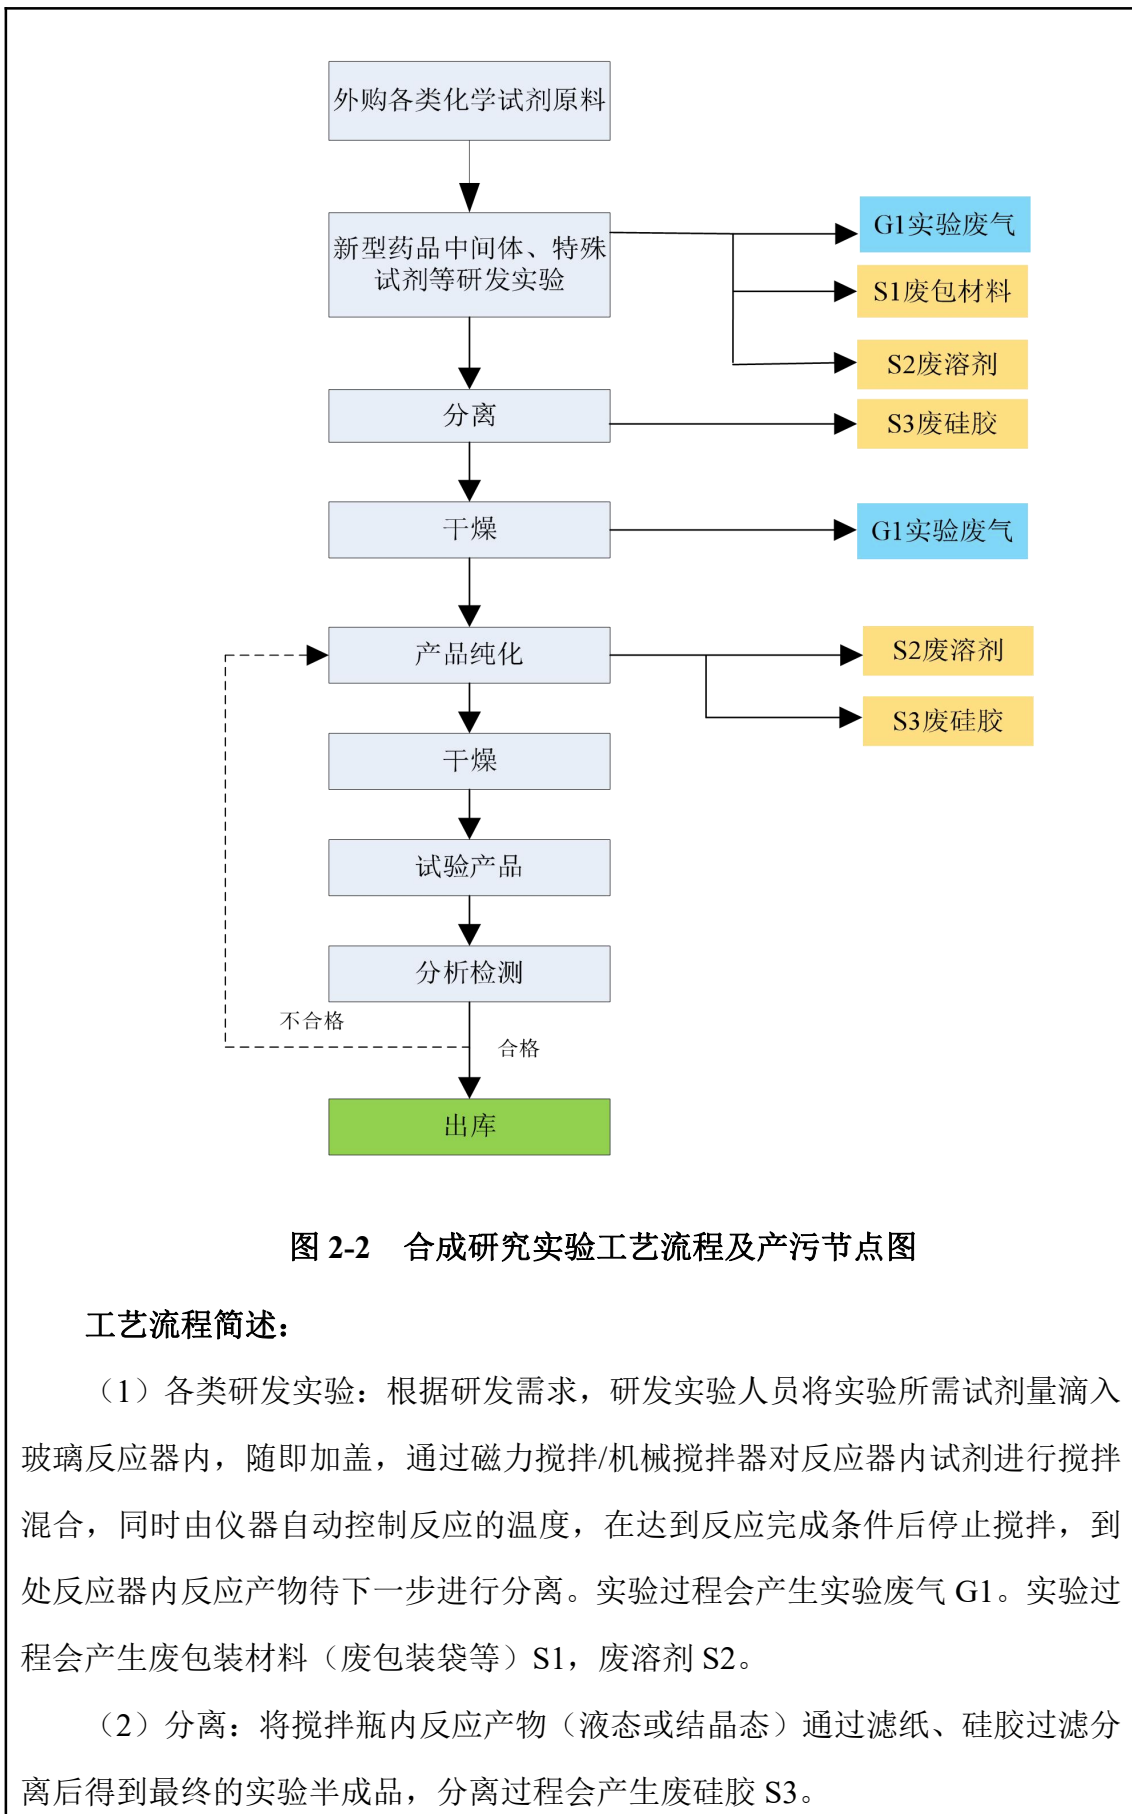 外购各类化学试剂原料
新型药品中间体、特殊
试剂等研发实验
G1实验废气
S1废包材料
S2废溶剂
分离
S3废硅胶
干燥
G1实验废气
产品纯化
S2废溶剂
S3废硅胶
干燥
试验产品
分析检测
不合格
合格
出库
图 2-2 合成研究实验工艺流程及产污节点图
工艺流程简述：
（1）各类研发实验：根据研发需求，研发实验人员将实验所需试剂量滴入
玻璃反应器内，随即加盖，通过磁力搅拌/机械搅拌器对反应器内试剂进行搅拌
混合，同时由仪器自动控制反应的温度，在达到反应完成条件后停止搅拌，到
处反应器内反应产物待下一步进行分离。实验过程会产生实验废气 G1。实验过
程会产生废包装材料（废包装袋等）S1，废溶剂 S2。
（2）分离：将搅拌瓶内反应产物（液态或结晶态）通过滤纸、硅胶过滤分
离后得到最终的实验半成品，分离过程会产生废硅胶 S3。